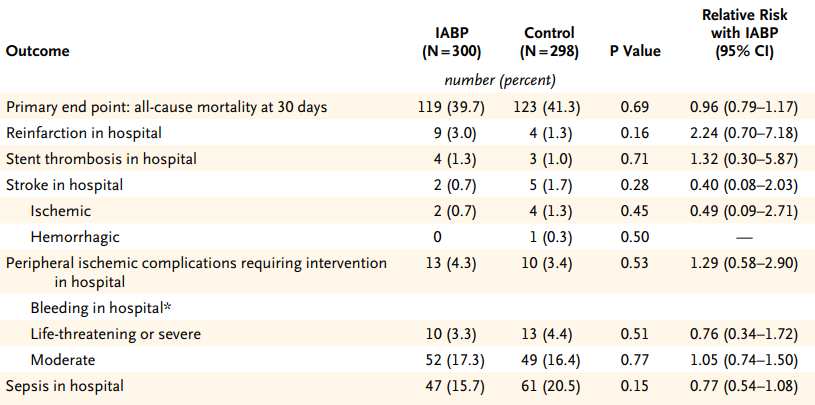 Outcome IABP (N=300) Control (N=298) P Value Relative Risk with IABP (95% CI)
number (percent)
Primary end point: all-cause mortality at 30 days 119 (39.7) 123 (41.3) 0.69 0.96 (0.79–1.17)
Reinfarction in hospital 9 (3.0) 4 (1.3) 0.16 2.24 (0.70–7.18)
Stent thrombosis in hospital 4 (1.3) 3 (1.0) 0.71 1.32 (0.30–5.87)
Stroke in hospital 2 (0.7) 5 (1.7) 0.28 0.40 (0.08–2.03)
Ischemic 2 (0.7) 4 (1.3) 0.45 0.49 (0.09–2.71)
Hemorrhagic 0 1 (0.3) 0.50 —
Peripheral ischemic complications requiring intervention 13 (4.3) 10 (3.4) 0.53 1.29 (0.58–2.90)
in hospital
Bleeding in hospital*
Life-threatening or severe 10 (3.3) 13 (4.4) 0.51 0.76 (0.34–1.72)
Moderate 52 (17.3) 49 (16.4) 0.77 1.05 (0.74–1.50)
Sepsis in hospital 47 (15.7) 61 (20.5) 0.15 0.77 (0.54–1.08)